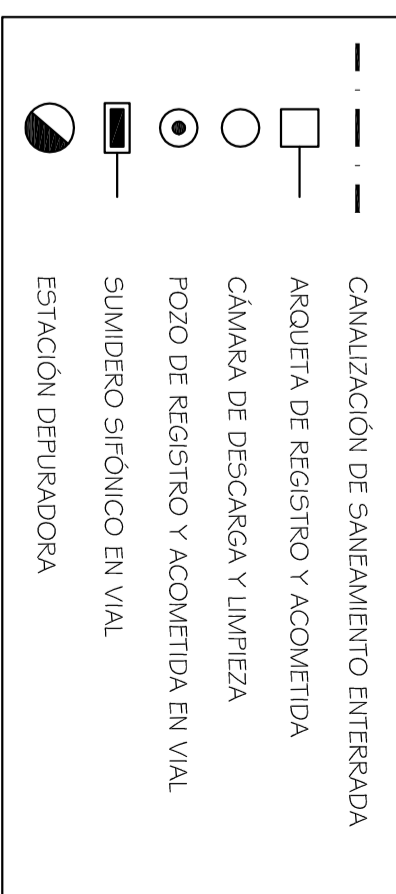 CANALIZACIÓN DE SANEAMIENTO ENTERRADA
ARQUETA DE REGISTRO Y ACOMETIDA
CÁMARA DE DESCARGA Y LIMPIEZA
POZO DE REGISTRO Y ACOMETIDA EN VIAL
SUMIDERO SIFÓNICO EN VIAL
ESTACIÓN DEPURADORA